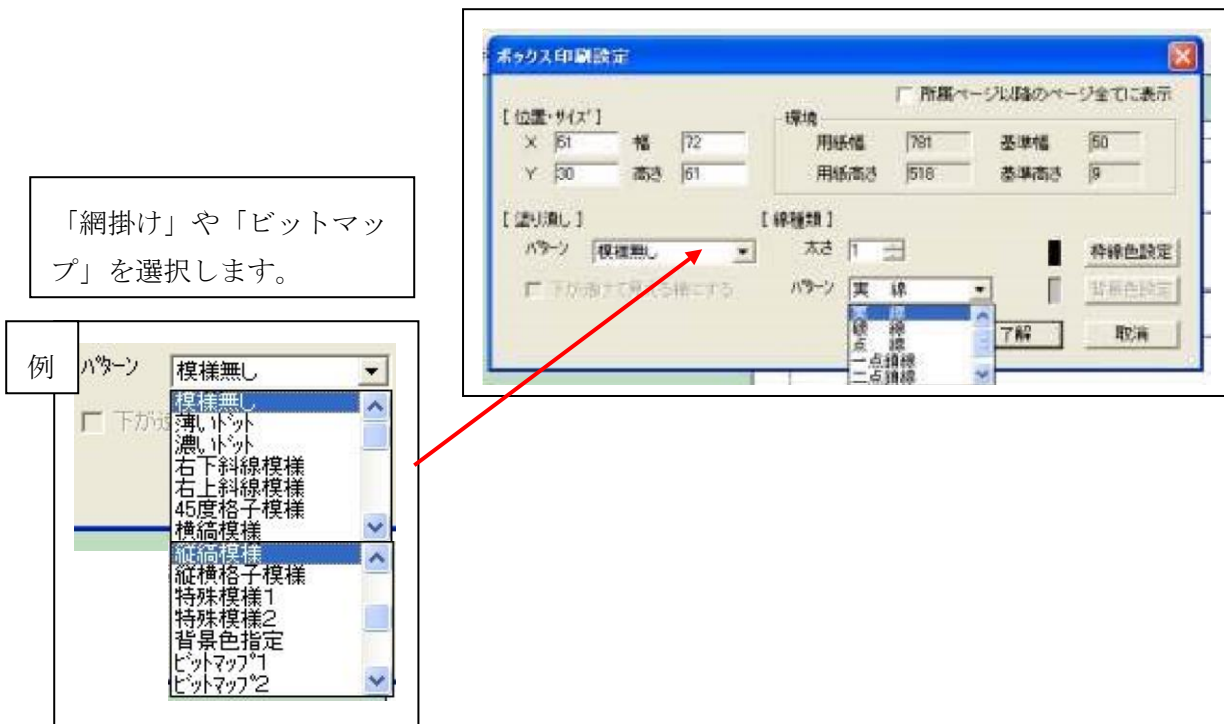 ボックス印刷設定
所属ページ以降のページ全てに表示
[ 位置・サイズ ]
X 51 幅 72
Y 30 高さ 61
環境
用紙幅 781 基準幅 50
用紙高さ 518 基準高さ 9
[ 塗り潰し ]
パターン 模様無し
下が透けて見える様にする
[ 線種類 ]
太さ 1
枠線色設定
パターン 実 線
背景色設定
実 線
破 線
点 線
一点鎖線
二点鎖線
了解 取消
「網掛け」や「ビットマッ
プ」を選択します。
例
パターン 模様無し
下が透
模様無し
薄いドット
濃いドット
右下斜線模様
右上斜線模様
45度格子模様
横縞模様
縦縞模様
縦横格子模様
特殊模様1
特殊模様2
背景色指定
ビットマップ1
ビットマップ2